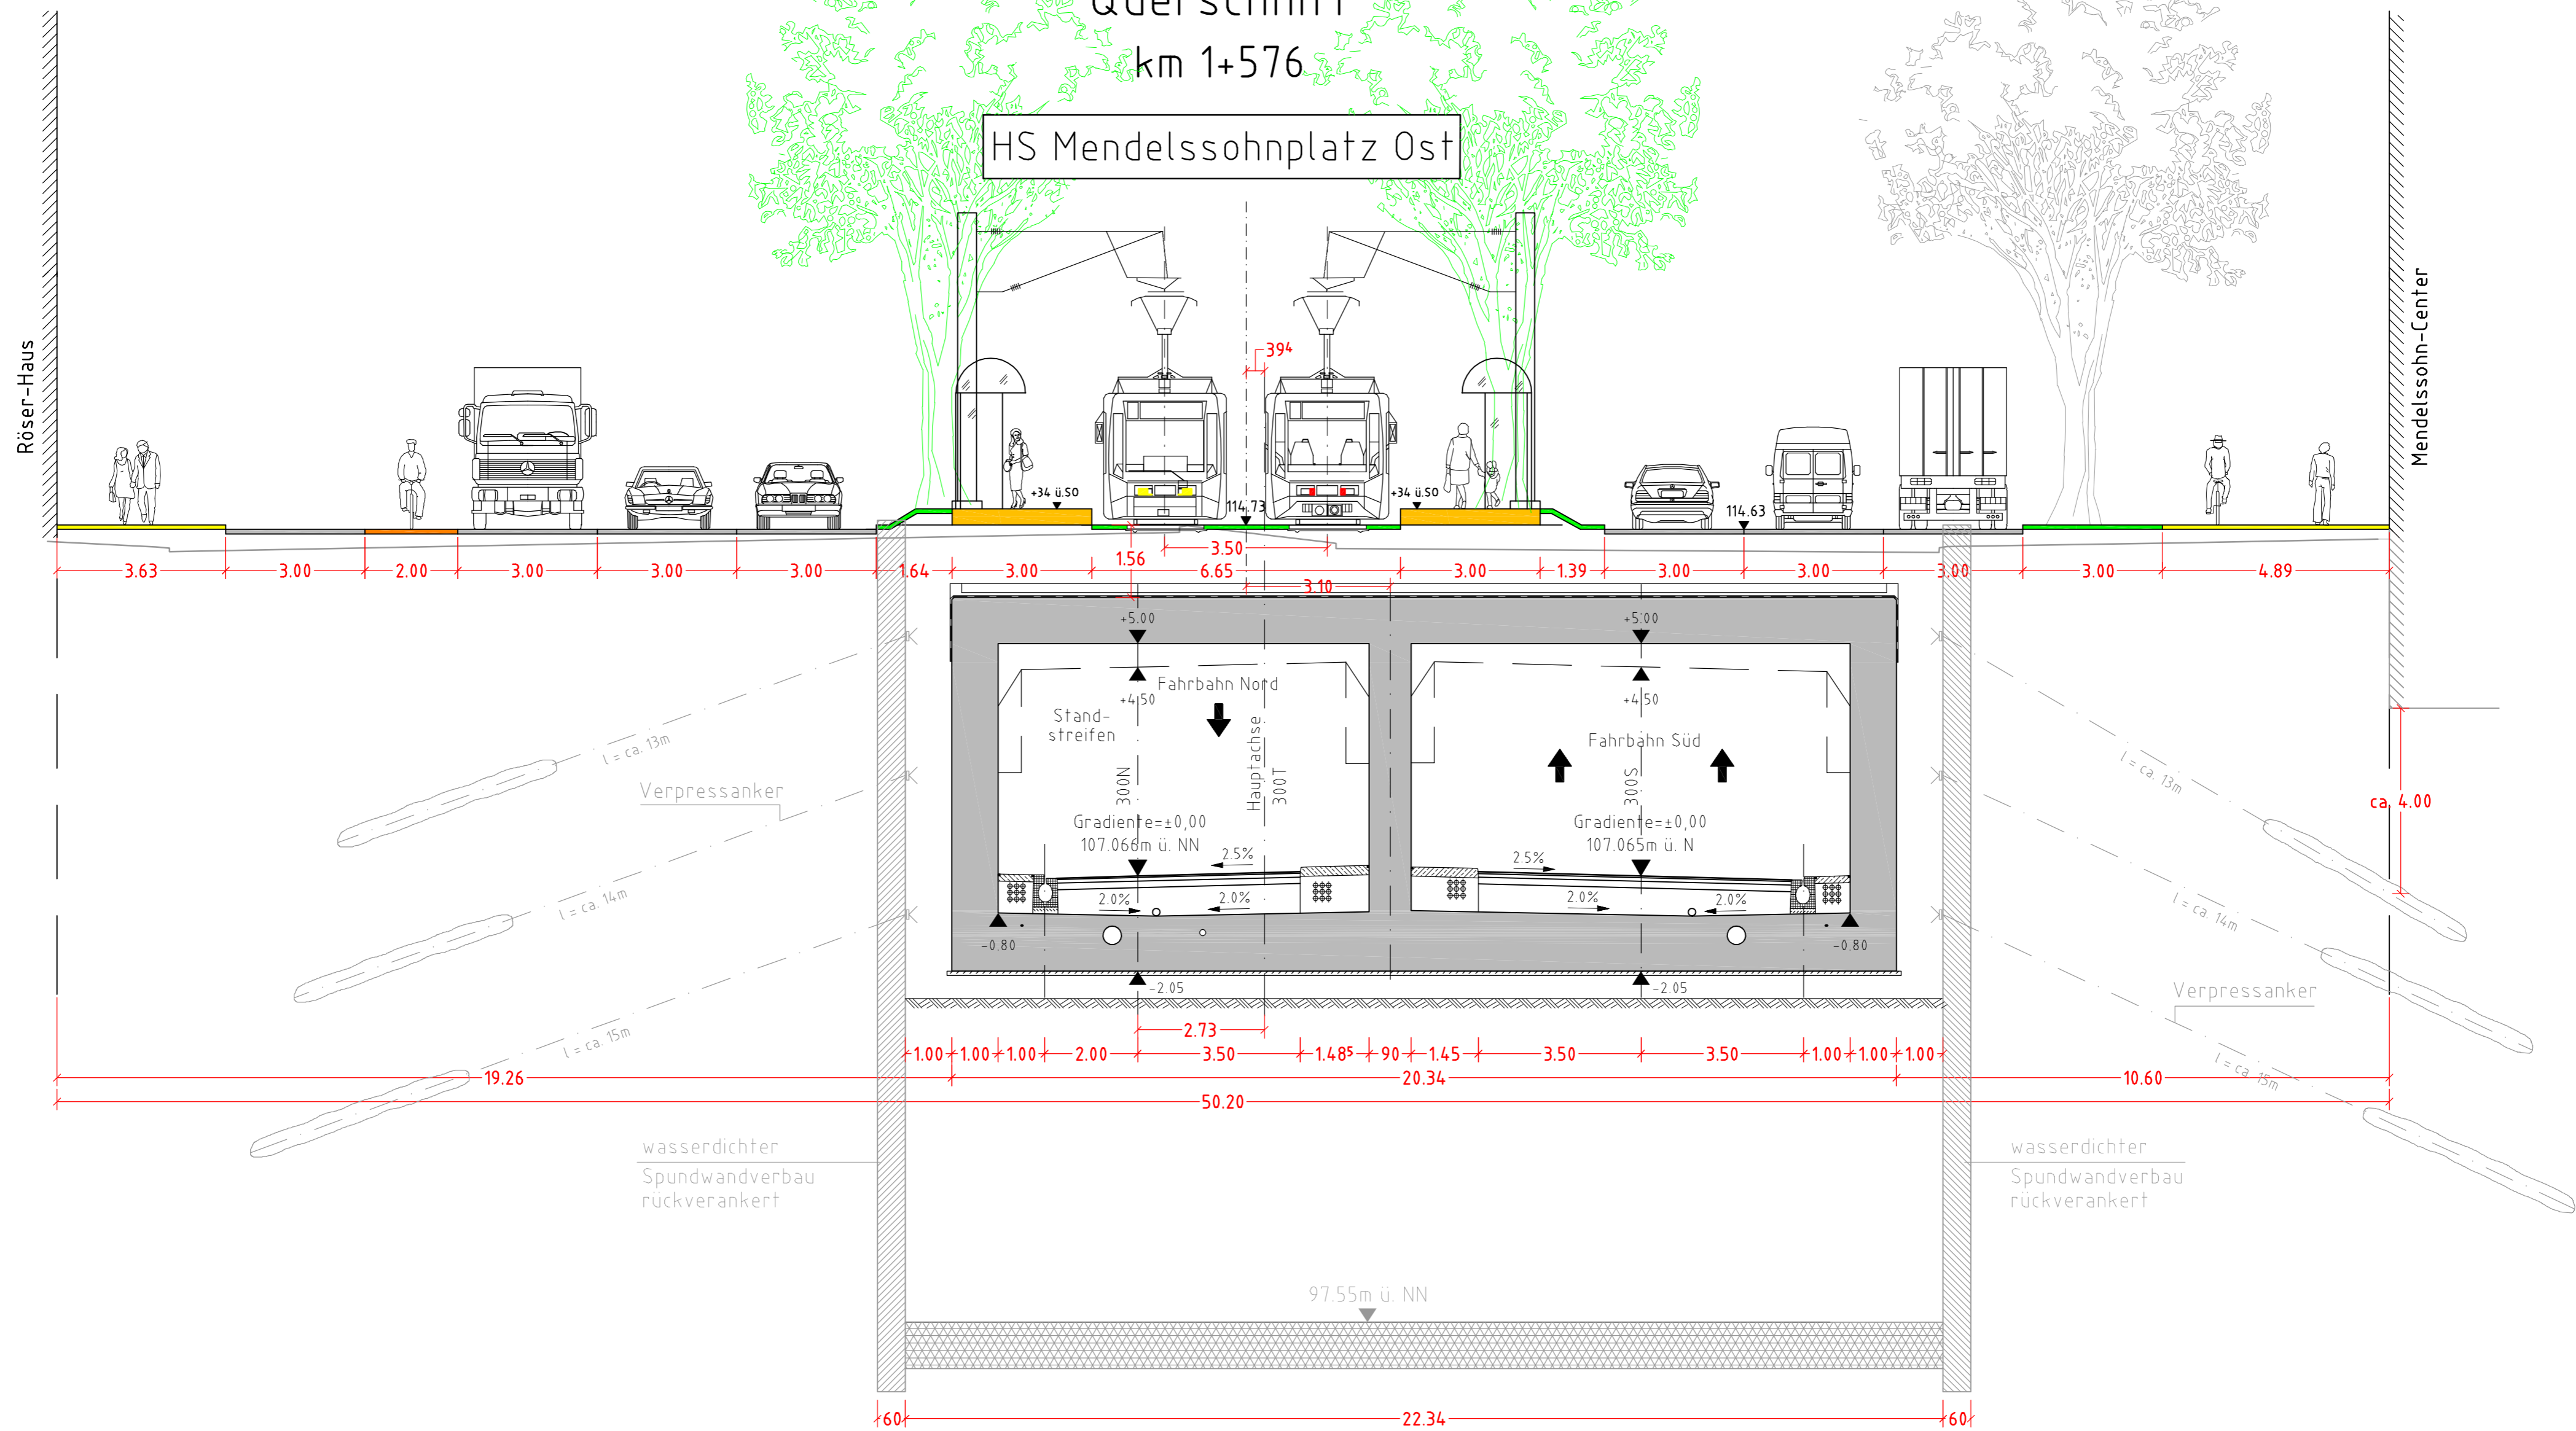 Querschnitt
km 1+576
HS Mendelssohnplatz Ost
Röser-Haus
Mendelssohn-Center
394
+34 ü.SO
114.73
+34 ü.SO
114.63
3.50
1.56
3.63
3.00
2.00
3.00
3.00
3.00
1.64
3.00
6.65
3.00
1.39
3.00
3.00
3.00
3.00
4.89
3.10
+5.00
+5.00
+4.50
+4.50
Fahrbahn Nord
Stand-
streifen
Fahrbahn Süd
300N
Hauptachse
300T
300S
Gradiente=±0,00
107.066m ü. NN
Gradiente=±0,00
107.065m ü. N
2.5%
2.5%
2.0%
2.0%
2.0%
2.0%
-0.80
-0.80
-2.05
-2.05
l = ca. 13m
Verpressanker
l = ca. 14m
l = ca. 15m
l = ca. 13m
ca. 4.00
l = ca. 14m
Verpressanker
l = ca. 15m
2.73
1.00
1.00
1.00
2.00
3.50
1.48⁵
90
1.45
3.50
3.50
1.00
1.00
1.00
19.26
20.34
10.60
50.20
wasserdichter
Spundwandverbau
rückverankert
wasserdichter
Spundwandverbau
rückverankert
97.55m ü. NN
60
22.34
60